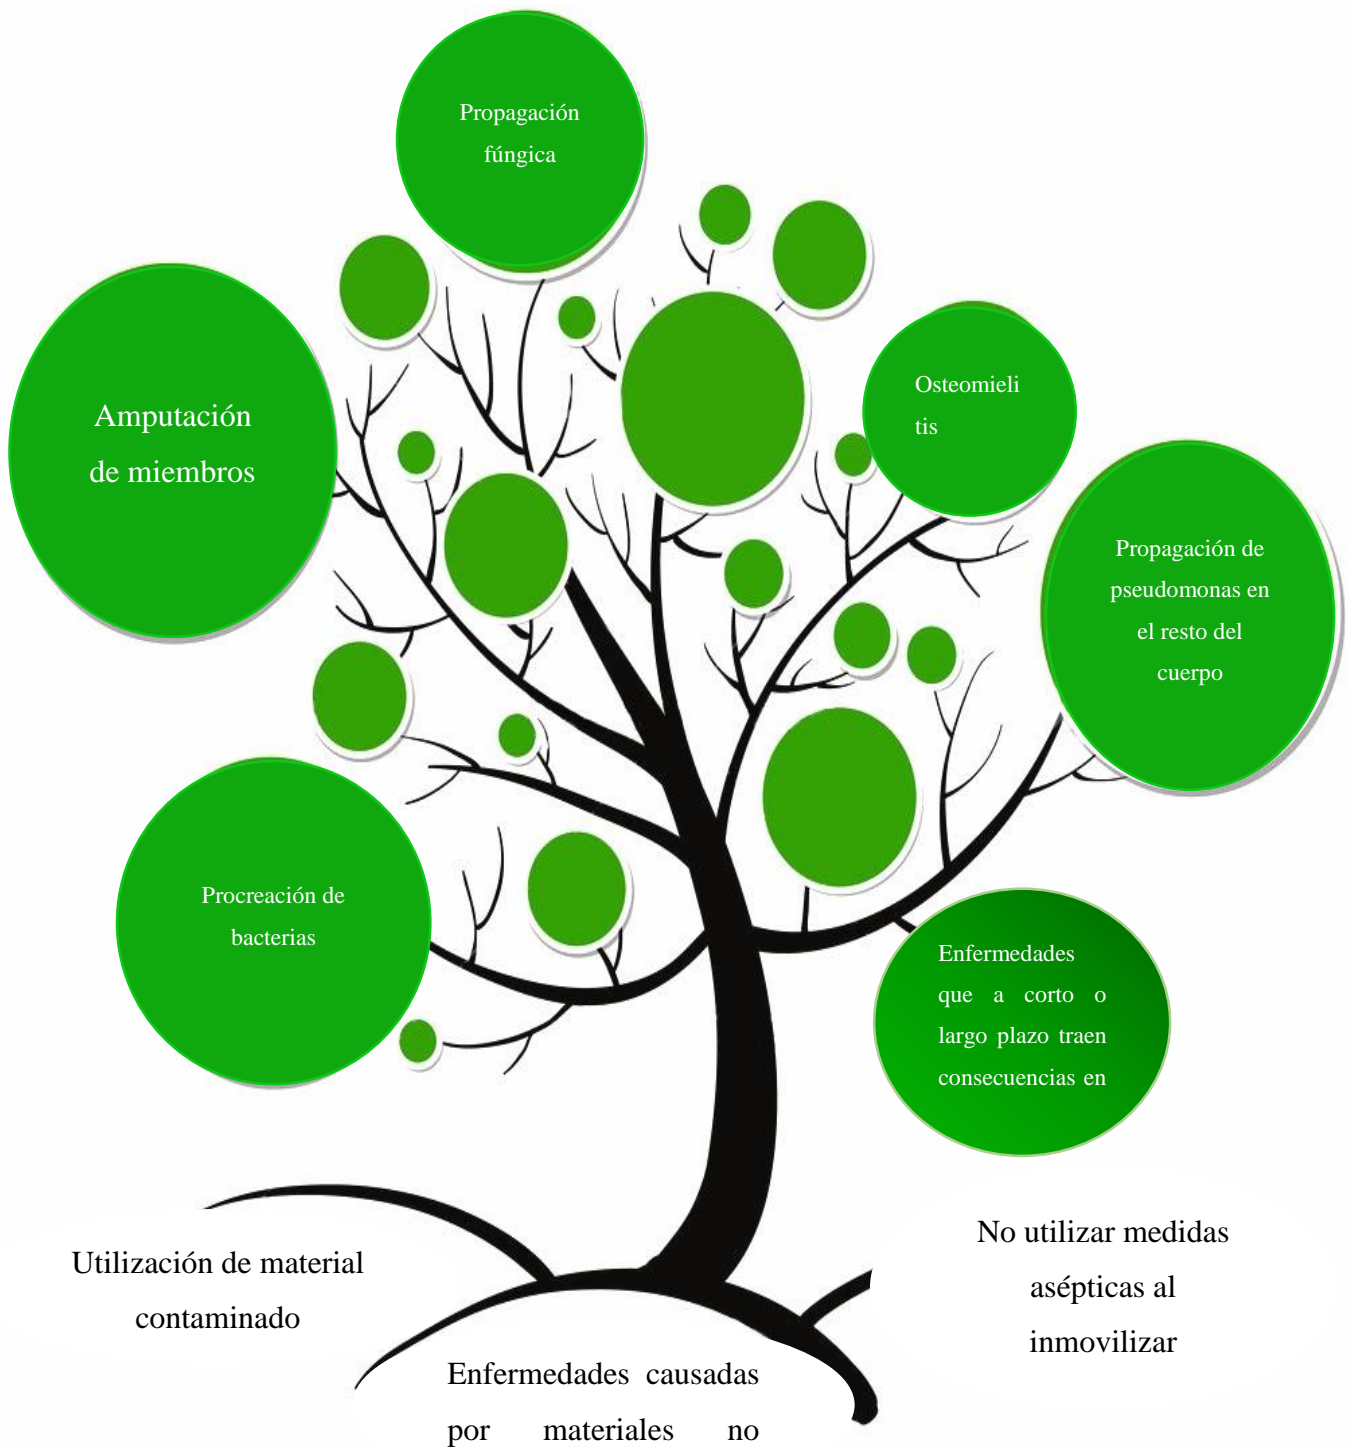 Propagación
fúngica
Amputación
de miembros
Osteomieli
tis
Propagación de
pseudomonas en
el resto del
cuerpo
Procreación de
bacterias
Enfermedades
que a corto o
largo plazo traen
consecuencias en
Utilización de material
contaminado
No utilizar medidas
asépticas al
inmovilizar
Enfermedades causadas
por materiales no